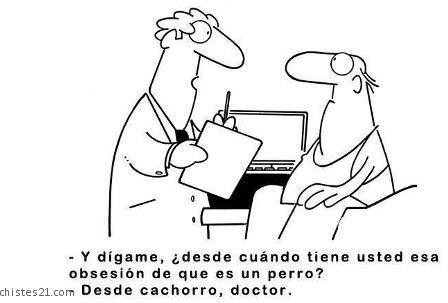 - Y dígame, ¿desde cuándo tiene usted esa
obsesión de que es un perro?
- Desde cachorro, doctor.
chistes21.com